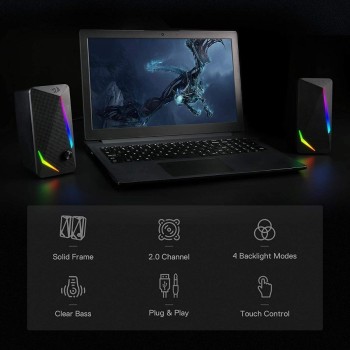 Solid Frame
2.0 Channel
4 Backlight Modes
Clear Bass
Plug & Play
Touch Control